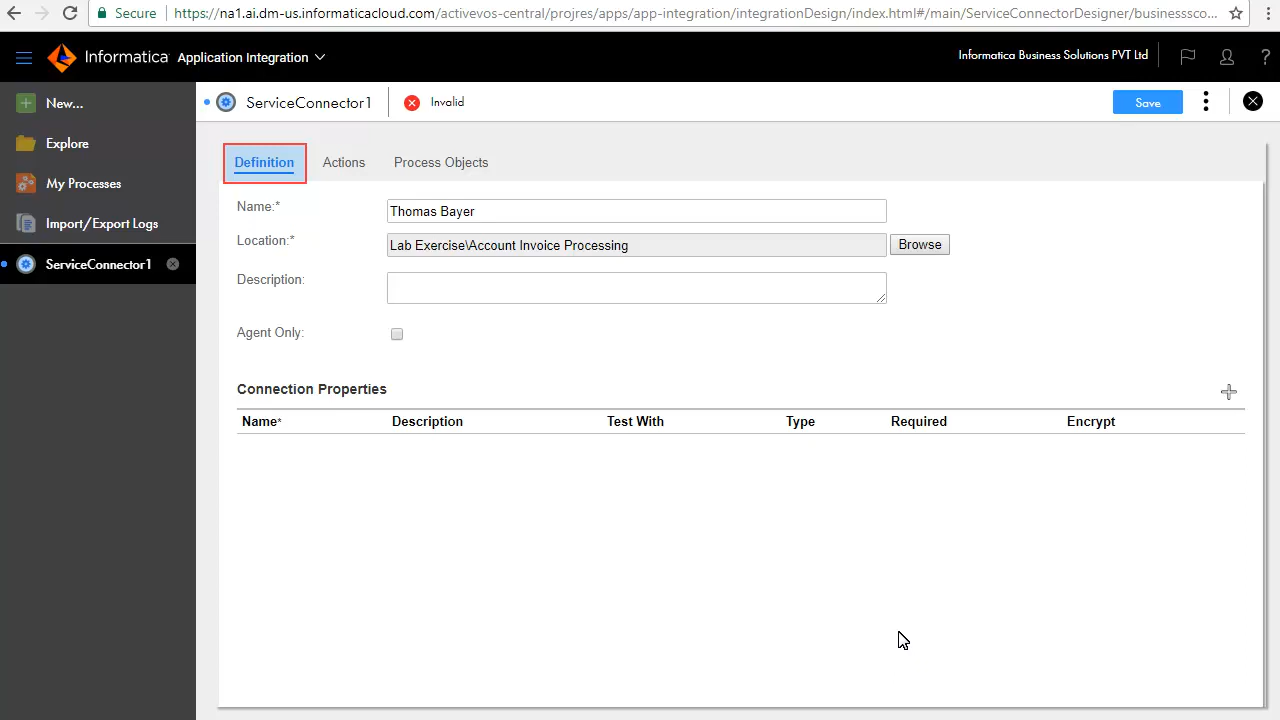 Secure https://na1.ai.dm-us.informaticacloud.com/activevos-central/projres/apps/app-integration/integrationDesign/index.html#/main/ServiceConnectorDesigner/businesssco...
Informatica Application Integration
Informatica Business Solutions PVT Ltd
?
New...
Explore
My Processes
Import/Export Logs
ServiceConnector1
ServiceConnector1 Invalid Save
Definition Actions Process Objects
Name:* Thomas Bayer
Location:* Lab Exercise\Account Invoice Processing Browse
Description:
Agent Only:
Connection Properties
Name* Description Test With Type Required Encrypt